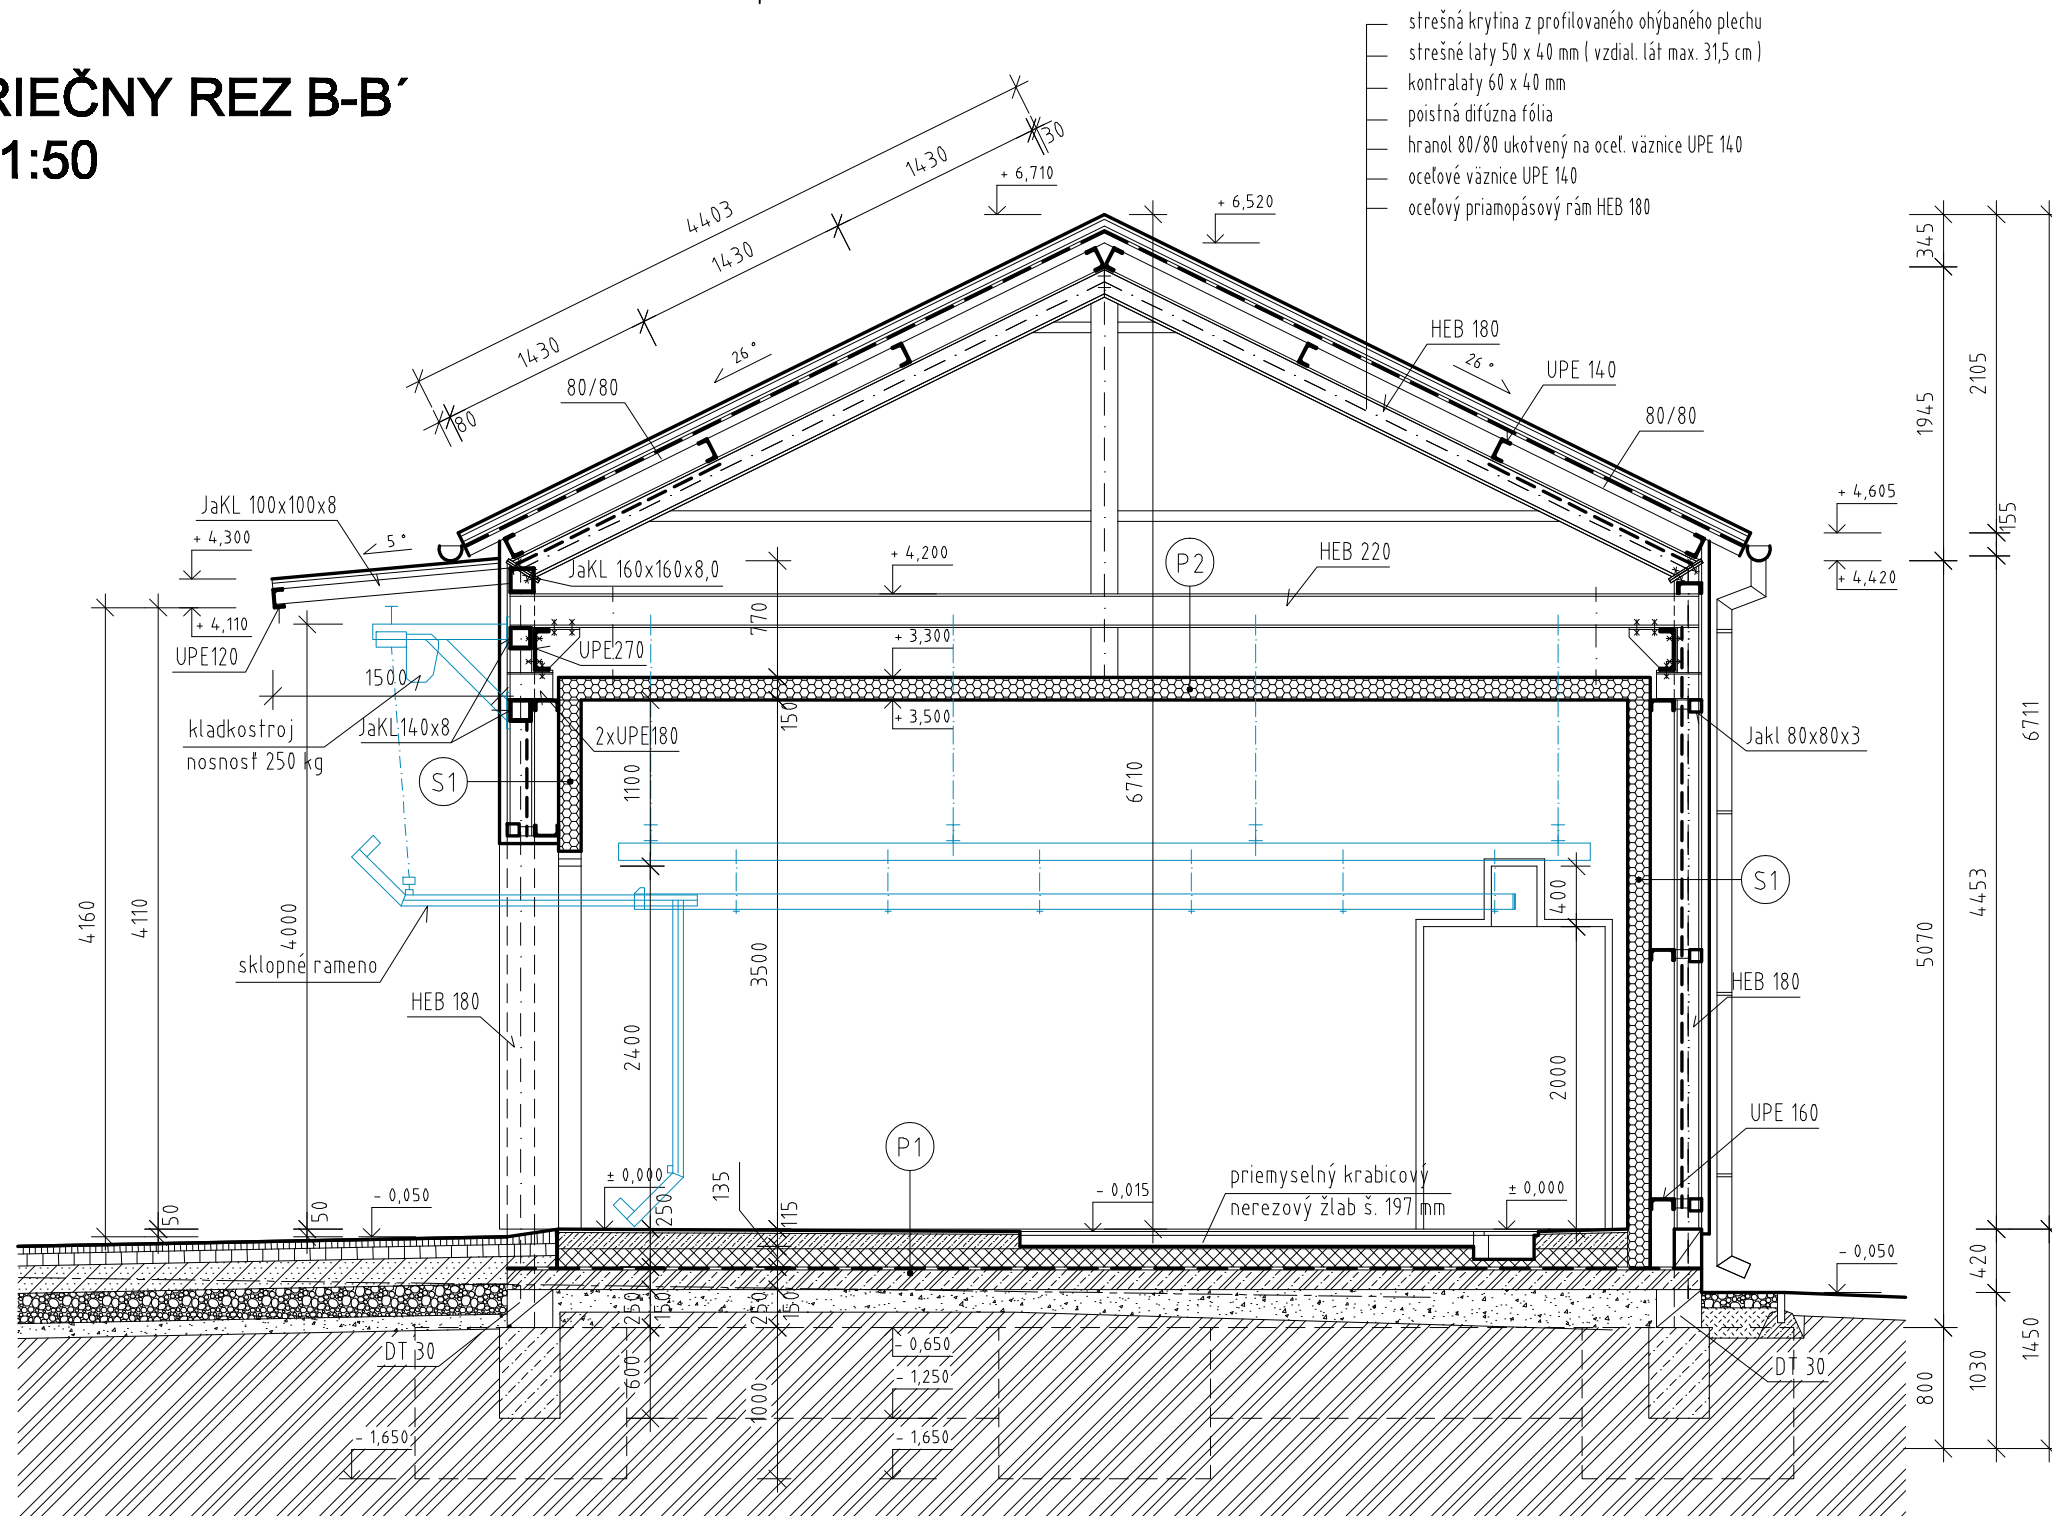 RIEČNY REZ B-B´
1:50
strešná krytina z profilovaného ohýbaného plechu
strešné laty 50 x 40 mm ( vzdial. lát max. 31,5 cm )
kontralaty 60 x 40 mm
poistná difúzna fólia
hranol 80/80 ukotvený na oceľ. väznice UPE 140
oceľové väznice UPE 140
oceľový priamopásový rám HEB 180
4403
1430
30
1430
1430
80
+ 6,710
+ 6,520
26°
26°
80/80
HEB 180
UPE 140
80/80
345
2105
1945
155
+ 4,605
+ 4,420
JaKL 100x100x8
+ 4,300
5°
+ 4,110
UPE120
JaKL 160x160x8,0
+ 4,200
P2
HEB 220
770
UPE270
+ 3,300
1500
kladkostroj
nosnosť 250 kg
JaKL140x8
2xUPE180
150
+ 3,500
Jakl 80x80x3
S1
1100
6710
6711
S1
4160
4110
4000
sklopné rameno
3500
400
4453
5070
HEB 180
HEB 180
2400
2000
UPE 160
P1
priemyselný krabicový
nerezový žlab š. 197 mm
± 0,000
135
- 0,015
± 0,000
50
50
- 0,050
250
115
- 0,050
420
250
150
250
150
DT 30
- 0,650
600
- 1,250
1000
DT 30
800
1030
1450
- 1,650
- 1,650